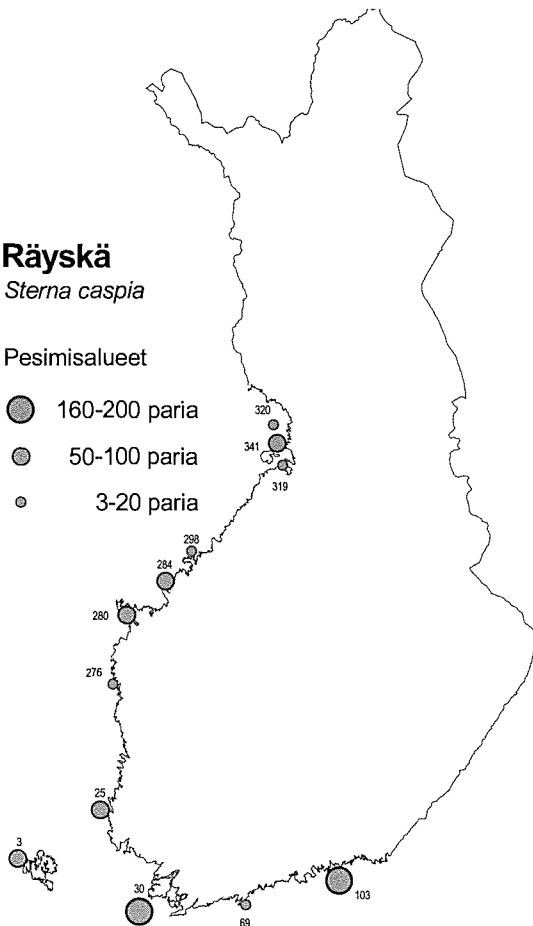 Räyskä
Sterna caspia
Pesimisalueet
160-200 paria
50-100 paria
3-20 paria
320
341
319
298
284
280
276
25
3
30
103
69